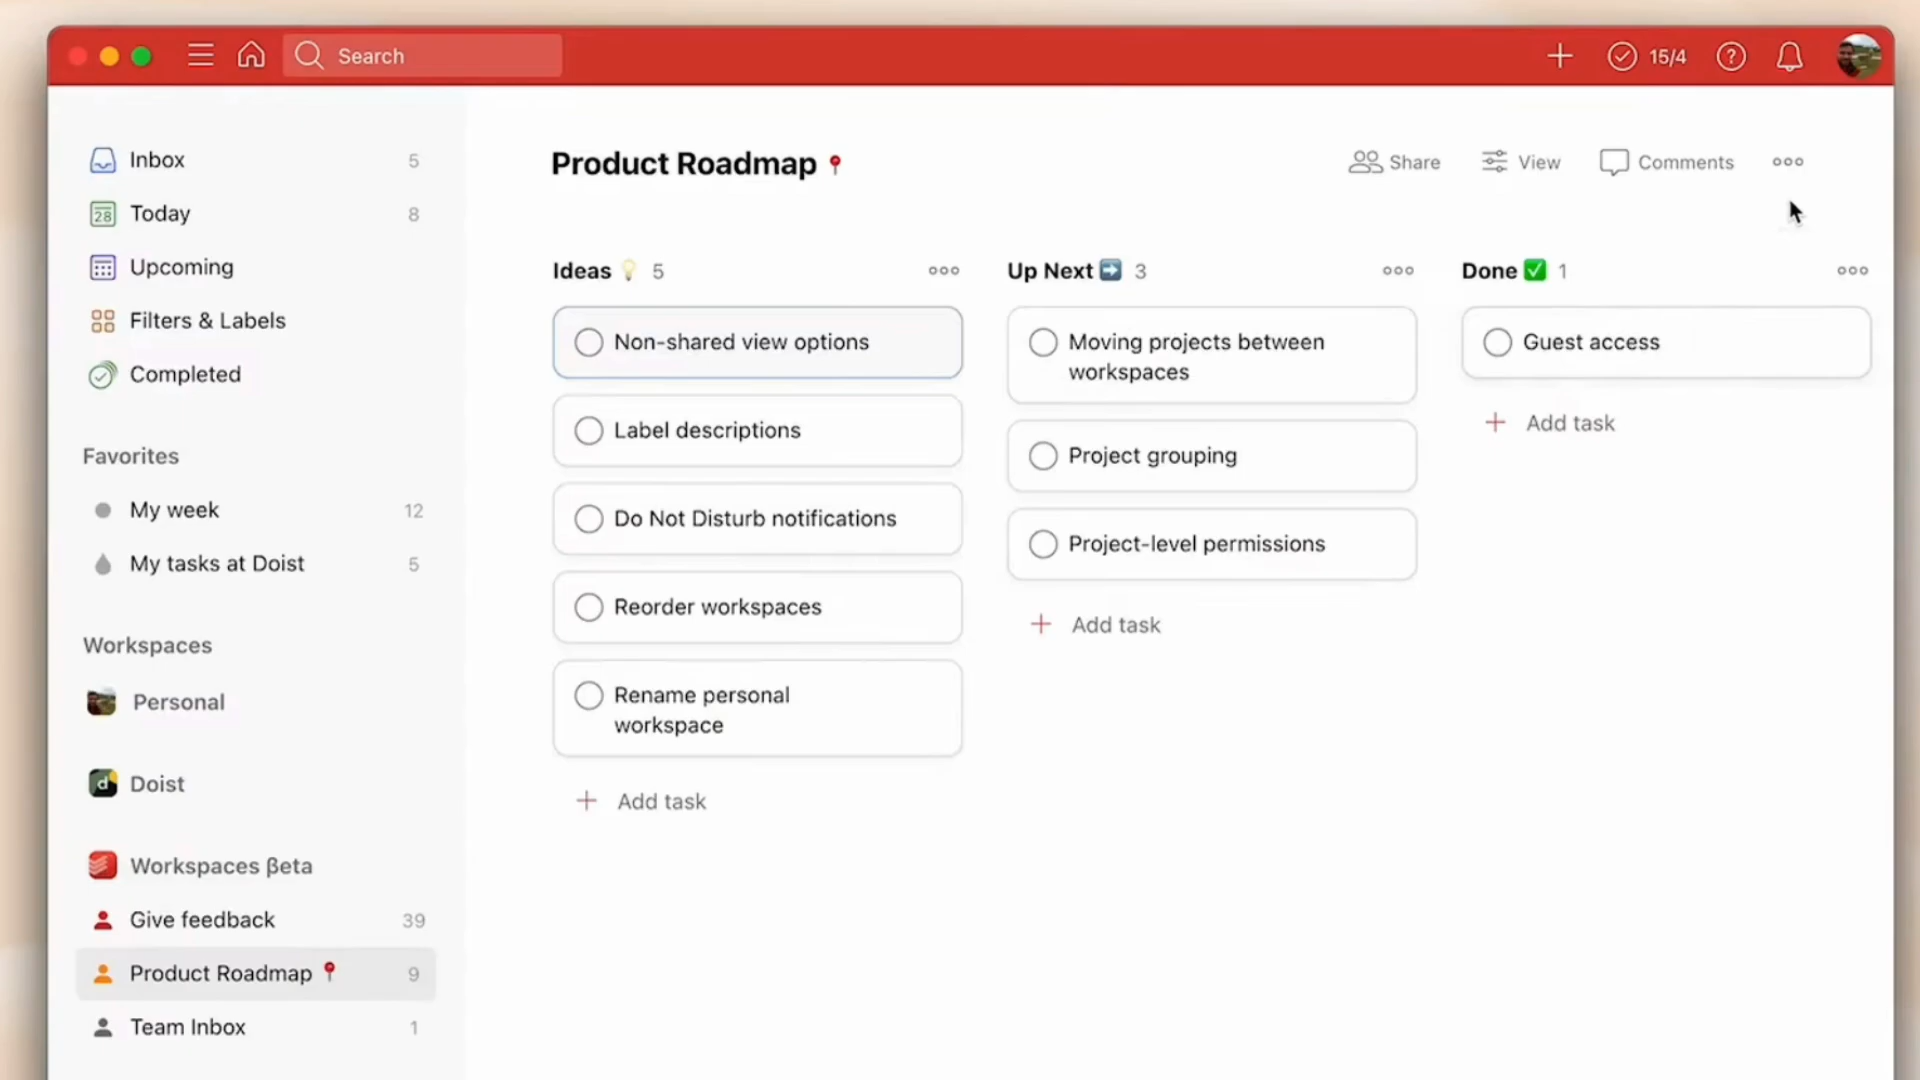 Search
15/4
Inbox 5
28 Today 8
Upcoming
Filters & Labels
Completed
Favorites
My week 12
My tasks at Doist 5
Workspaces
Personal
d Doist
Workspaces βeta
Give feedback 39
Product Roadmap 9
Team Inbox 1
Product Roadmap
Share
View
Comments
Ideas 5
Non-shared view options
Label descriptions
Do Not Disturb notifications
Reorder workspaces
Rename personal
workspace
+ Add task
Up Next 3
Moving projects between
workspaces
Project grouping
Project-level permissions
+ Add task
Done 1
Guest access
+ Add task